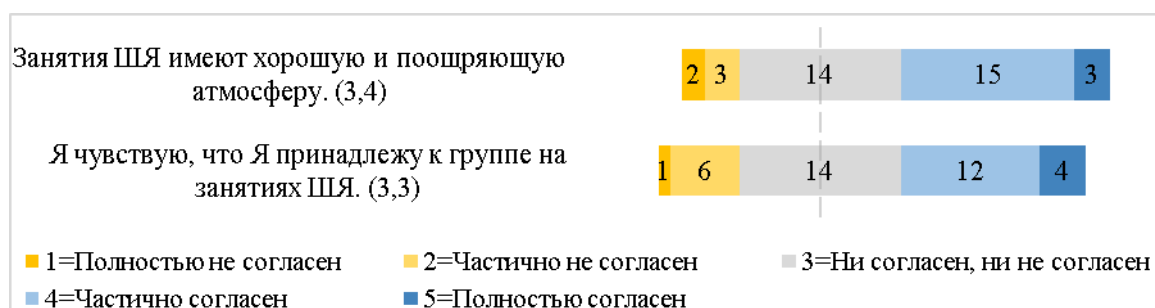 Занятия ШЯ имеют хорошую и поощряющую
атмосферу. (3,4)
2 3 14 15 3
Я чувствую, что Я принадлежу к группе на
занятиях ШЯ. (3,3)
1 6 14 12 4
1=Полностью не согласен 2=Частично не согласен 3=Ни согласен, ни не согласен
4=Частично согласен 5=Полностью согласен